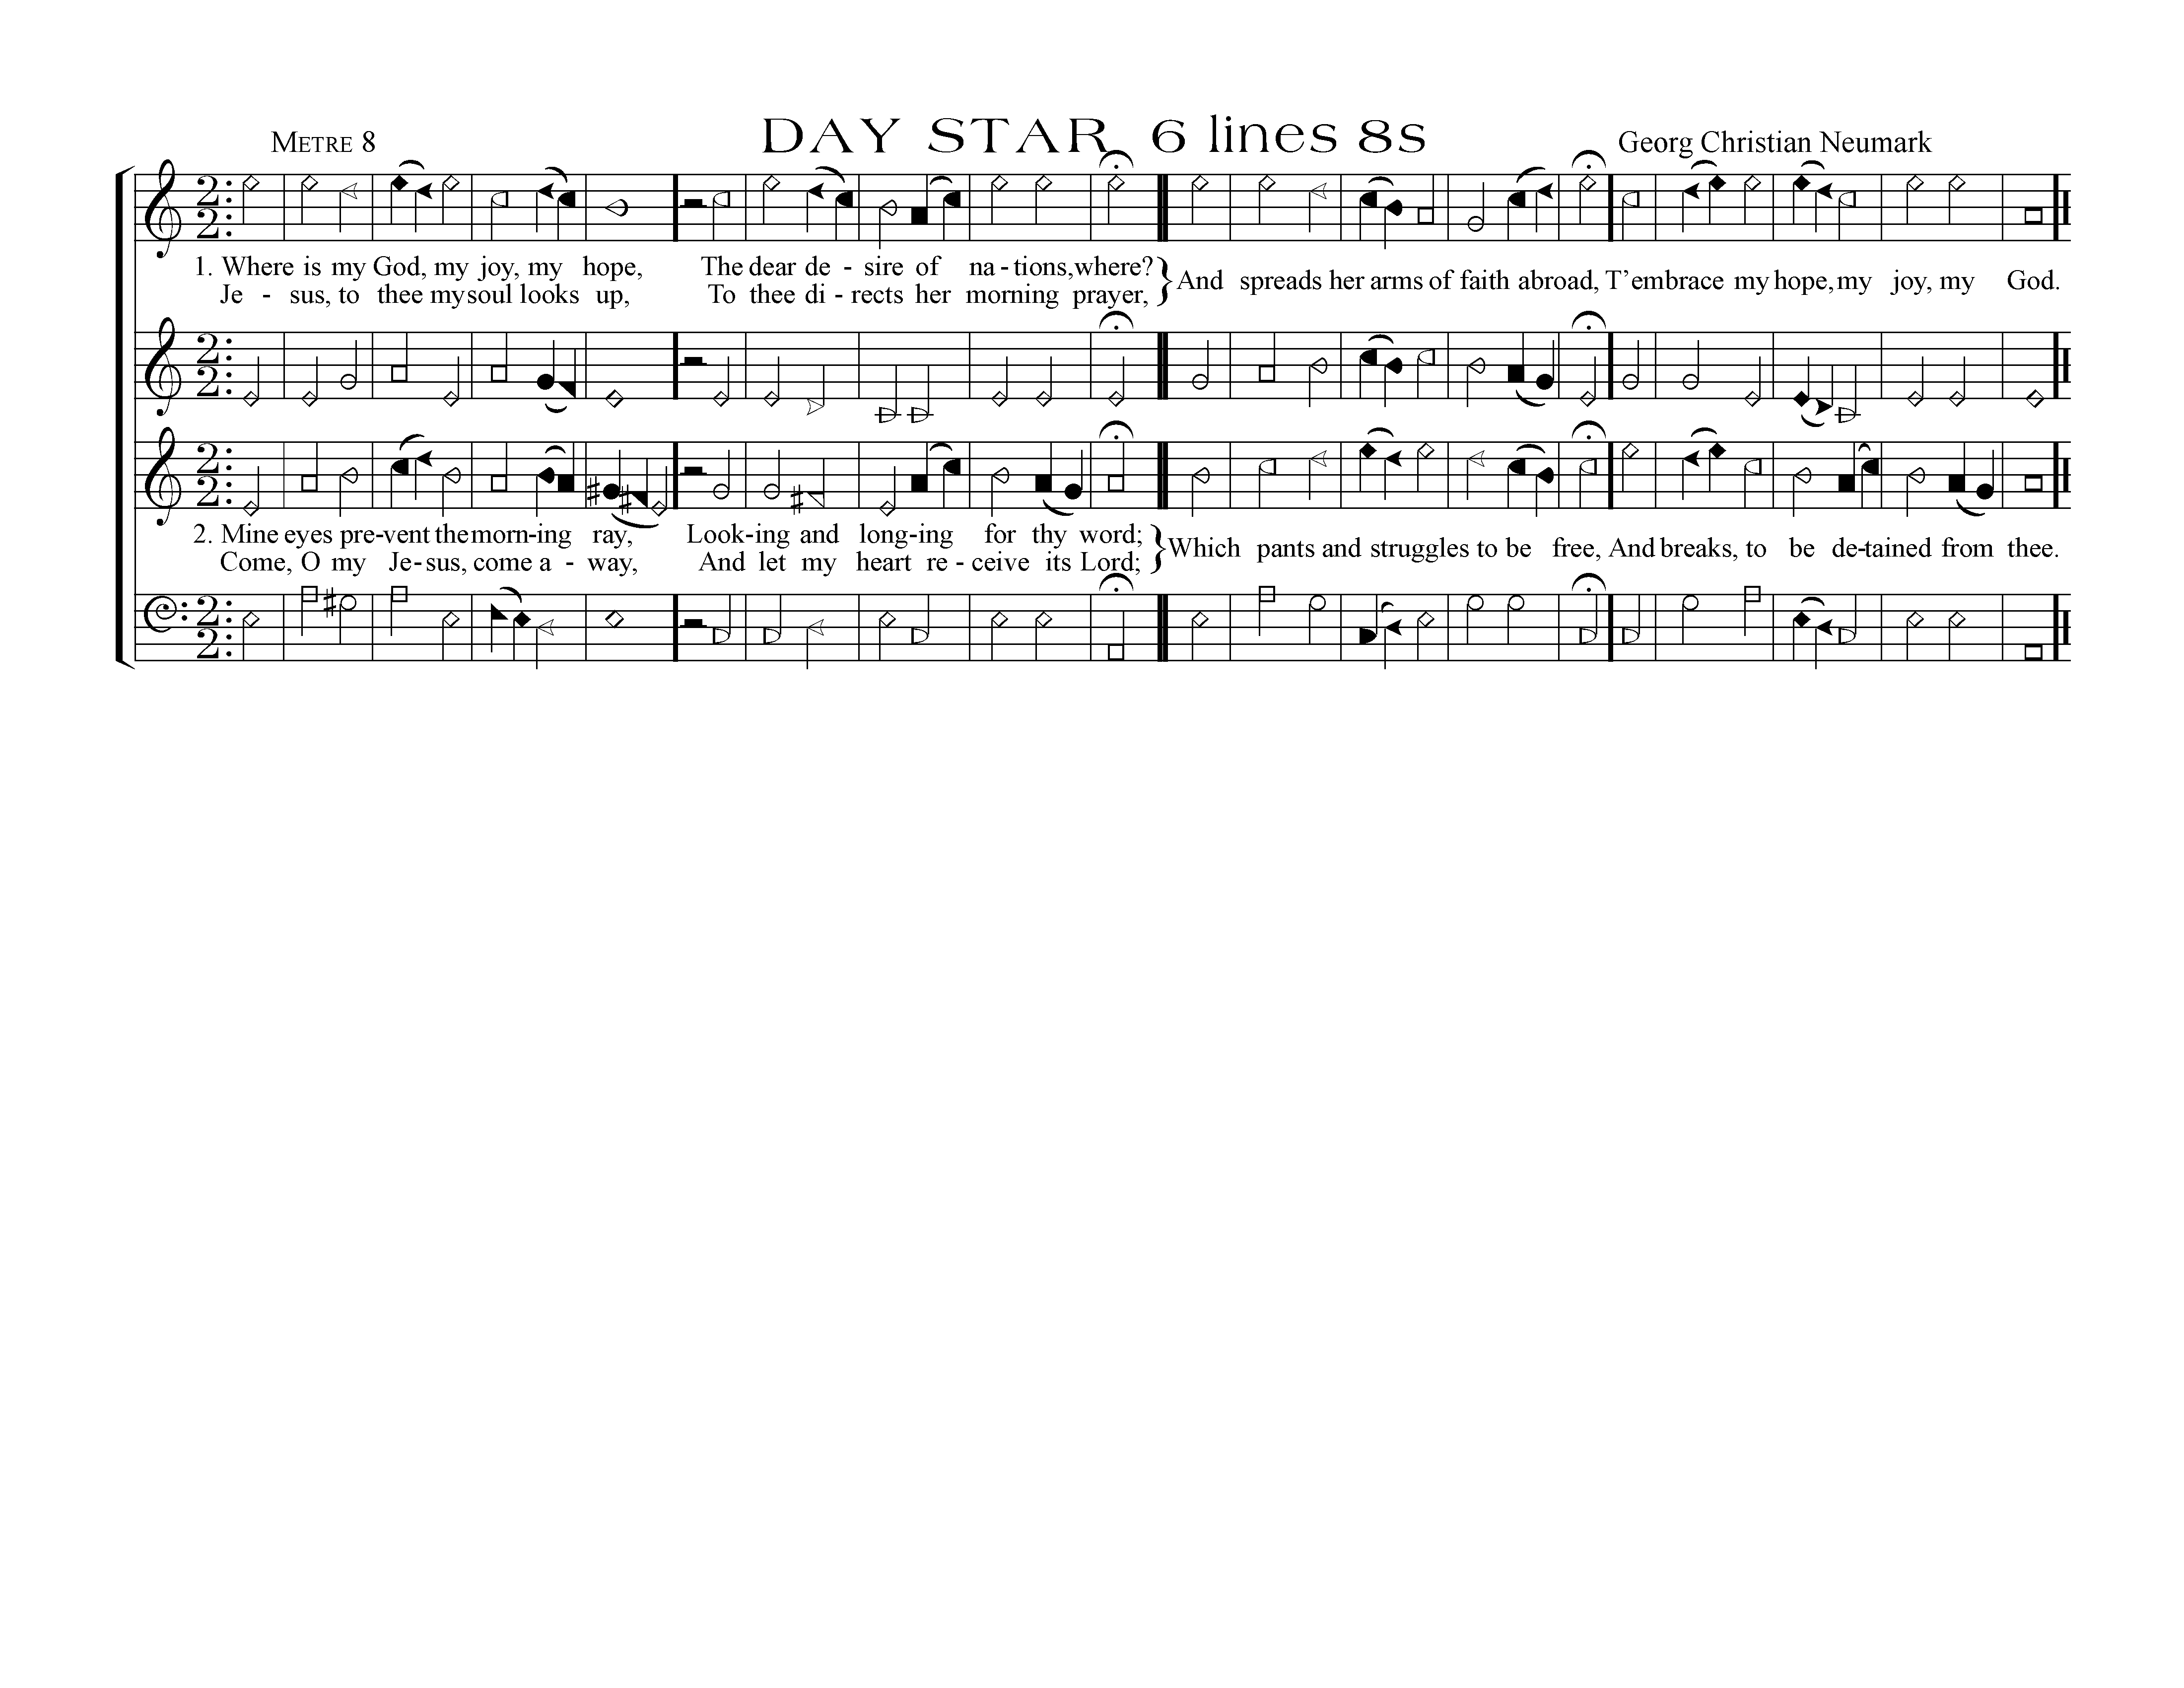 METRE 8 DAY STAR 6 lines 8s Georg Christian Neumark
1. Where is my God, my joy, my hope, The dear de - sire of na - tions, where?
Je - sus, to thee my soul looks up, To thee di - rects her morning prayer,
And spreads her arms of faith abroad, T'embrace my hope, my joy, my God.
2. Mine eyes pre-vent the morn-ing ray, Look-ing and long-ing for thy word;
Come, O my Je-sus, come a - way, And let my heart re - ceive its Lord;
Which pants and struggles to be free, And breaks, to be de-tained from thee.